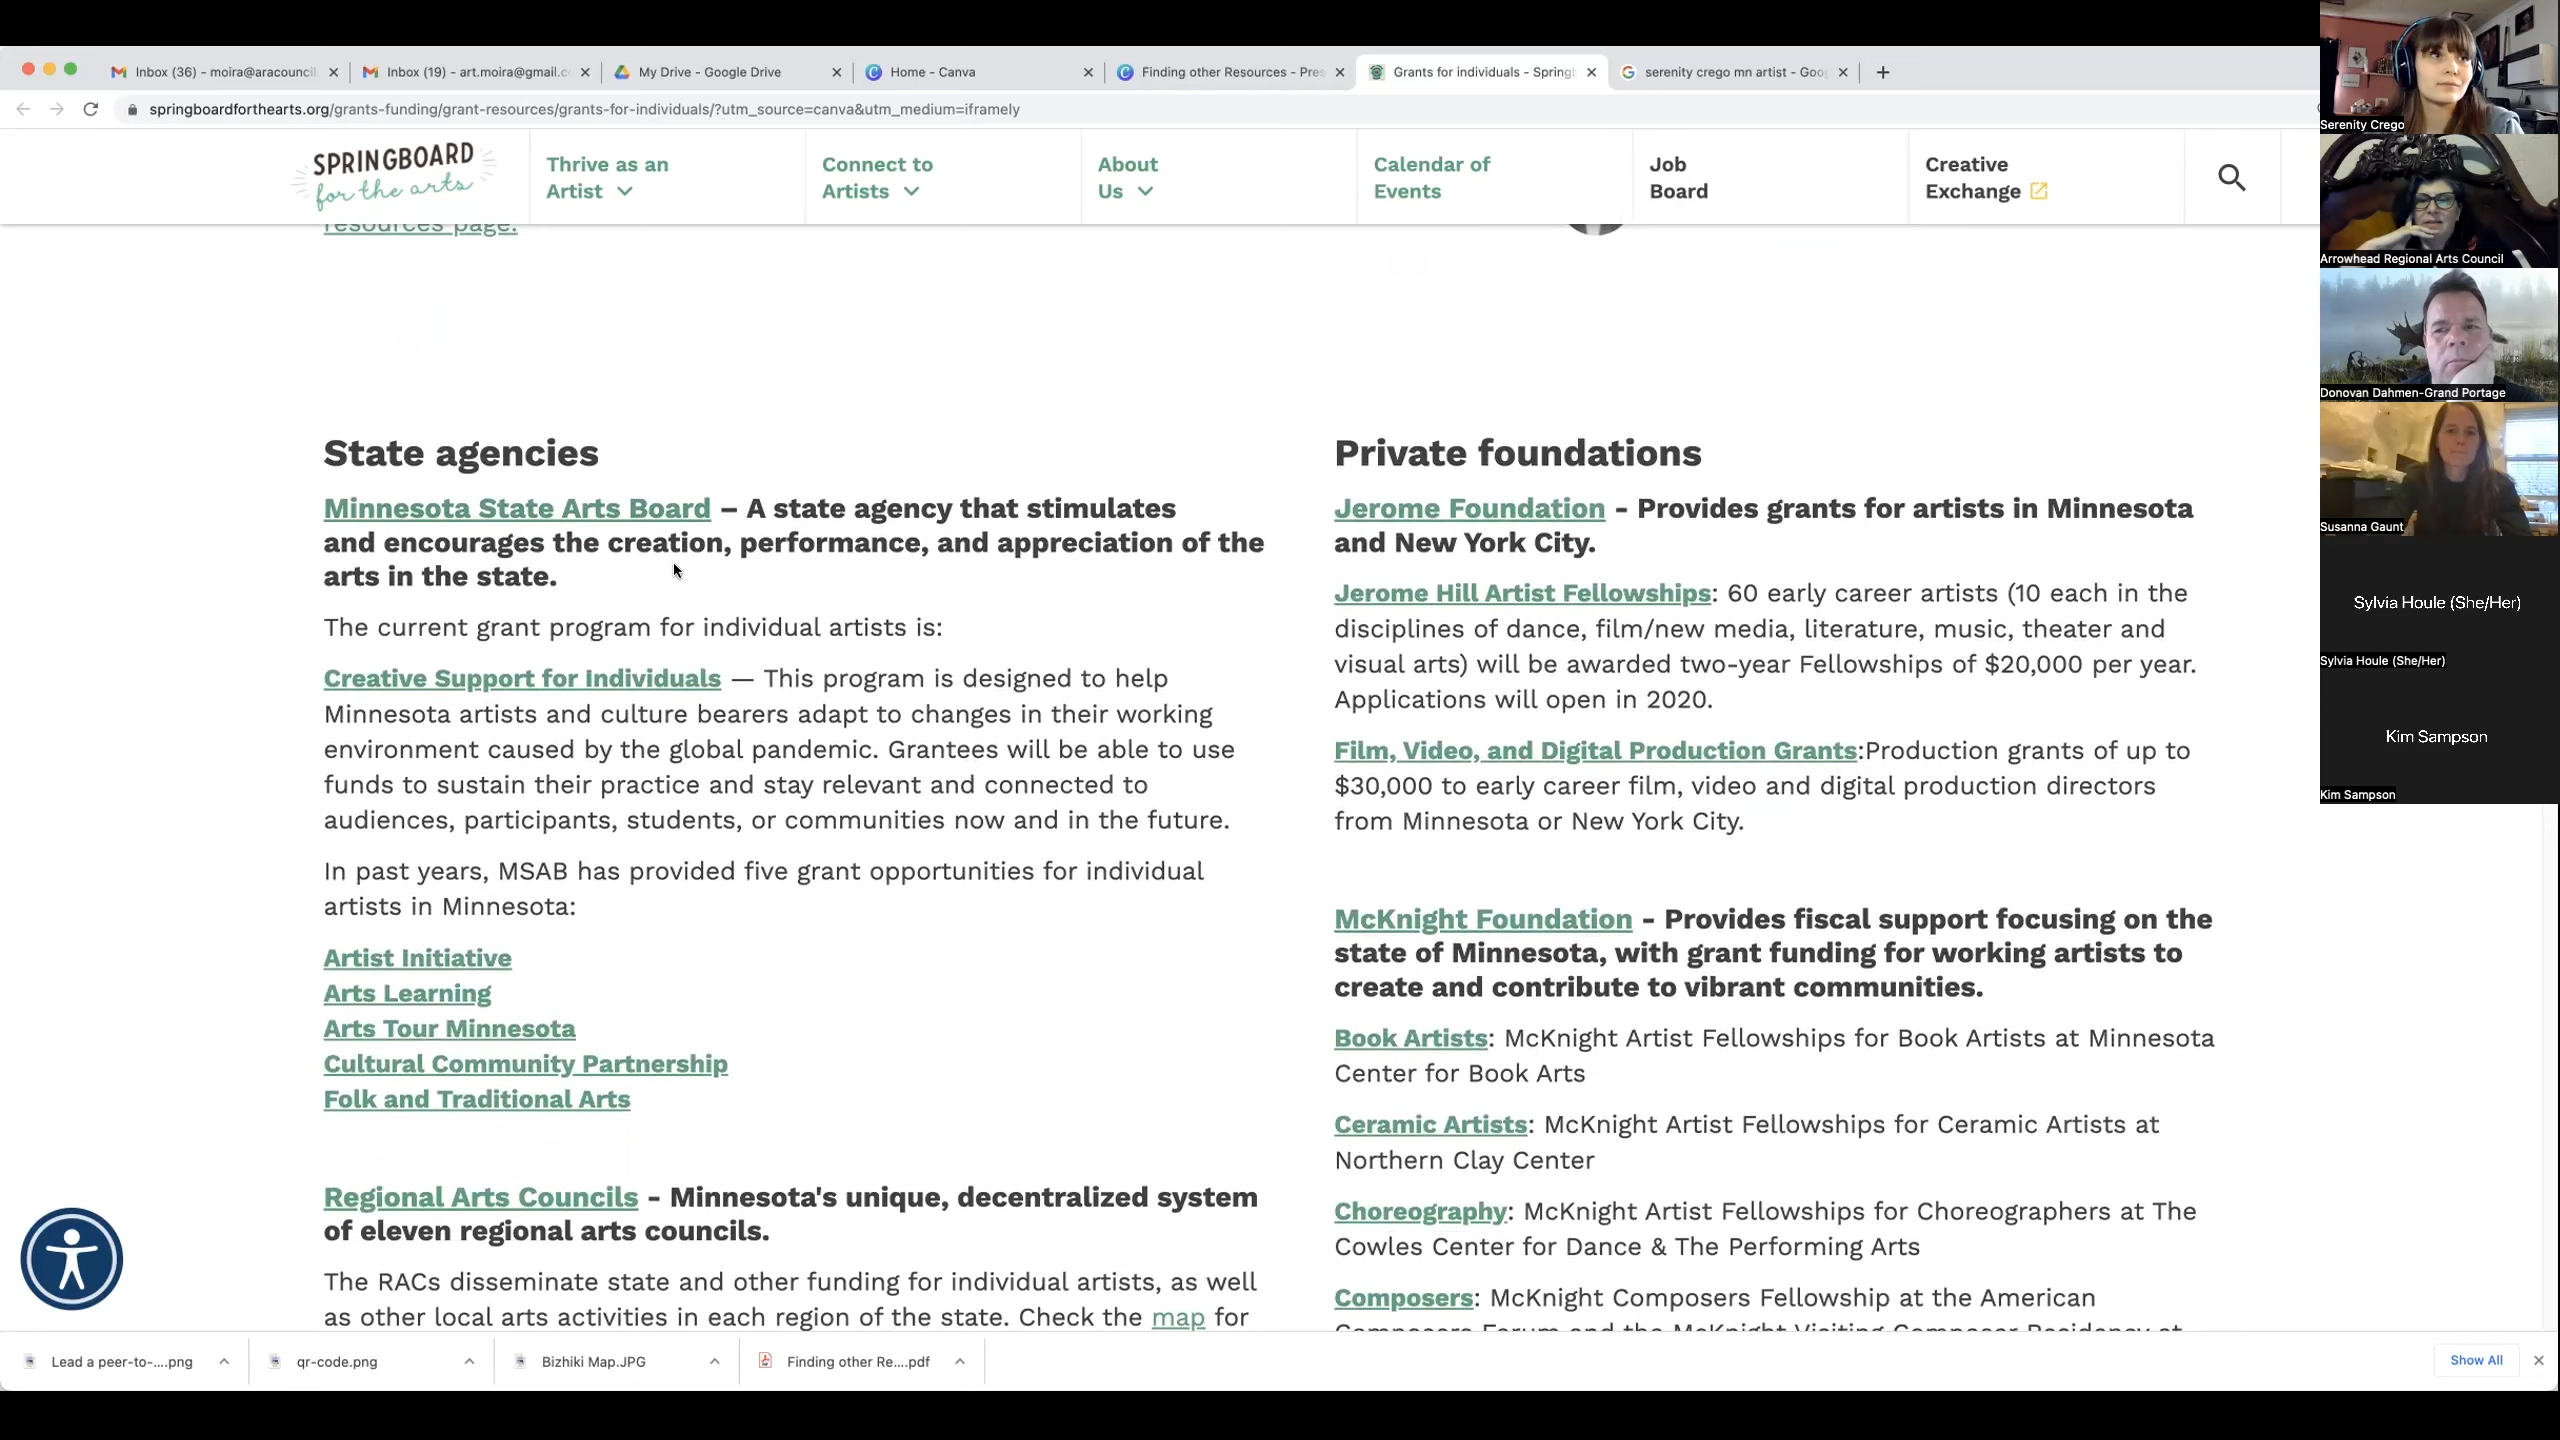 Inbox (36) - moira@aracouncil
Inbox (19) - art.moira@gmail.c
My Drive - Google Drive
Home - Canva
Finding other Resources - Pres
Grants for individuals - Spring
serenity crego mn artist - Goo
springboardforthearts.org/grants-funding/grant-resources/grants-for-individuals/?utm_source=canva&utm_medium=iframely
SPRINGBOARD
for the arts
Thrive as an
Artist
Connect to
Artists
About
Us
Calendar of
Events
Job
Board
Creative
Exchange
resources page.
State agencies
Minnesota State Arts Board – A state agency that stimulates
and encourages the creation, performance, and appreciation of the
arts in the state.
The current grant program for individual artists is:
Creative Support for Individuals — This program is designed to help
Minnesota artists and culture bearers adapt to changes in their working
environment caused by the global pandemic. Grantees will be able to use
funds to sustain their practice and stay relevant and connected to
audiences, participants, students, or communities now and in the future.
In past years, MSAB has provided five grant opportunities for individual
artists in Minnesota:
Artist Initiative
Arts Learning
Arts Tour Minnesota
Cultural Community Partnership
Folk and Traditional Arts
Regional Arts Councils - Minnesota's unique, decentralized system
of eleven regional arts councils.
The RACs disseminate state and other funding for individual artists, as well
as other local arts activities in each region of the state. Check the map for
Private foundations
Jerome Foundation - Provides grants for artists in Minnesota
and New York City.
Jerome Hill Artist Fellowships: 60 early career artists (10 each in the
disciplines of dance, film/new media, literature, music, theater and
visual arts) will be awarded two-year Fellowships of $20,000 per year.
Applications will open in 2020.
Film, Video, and Digital Production Grants:Production grants of up to
$30,000 to early career film, video and digital production directors
from Minnesota or New York City.
McKnight Foundation - Provides fiscal support focusing on the
state of Minnesota, with grant funding for working artists to
create and contribute to vibrant communities.
Book Artists: McKnight Artist Fellowships for Book Artists at Minnesota
Center for Book Arts
Ceramic Artists: McKnight Artist Fellowships for Ceramic Artists at
Northern Clay Center
Choreography: McKnight Artist Fellowships for Choreographers at The
Cowles Center for Dance & The Performing Arts
Composers: McKnight Composers Fellowship at the American
Composers Forum and the McKnight Visiting Composer Residency at
Lead a peer-to-....png
qr-code.png
Bizhiki Map.JPG
Finding other Re....pdf
Show All
Serenity Crego
Arrowhead Regional Arts Council
Donovan Dahmen-Grand Portage
Susanna Gaunt
Sylvia Houle (She/Her)
Sylvia Houle (She/Her)
Kim Sampson
Kim Sampson